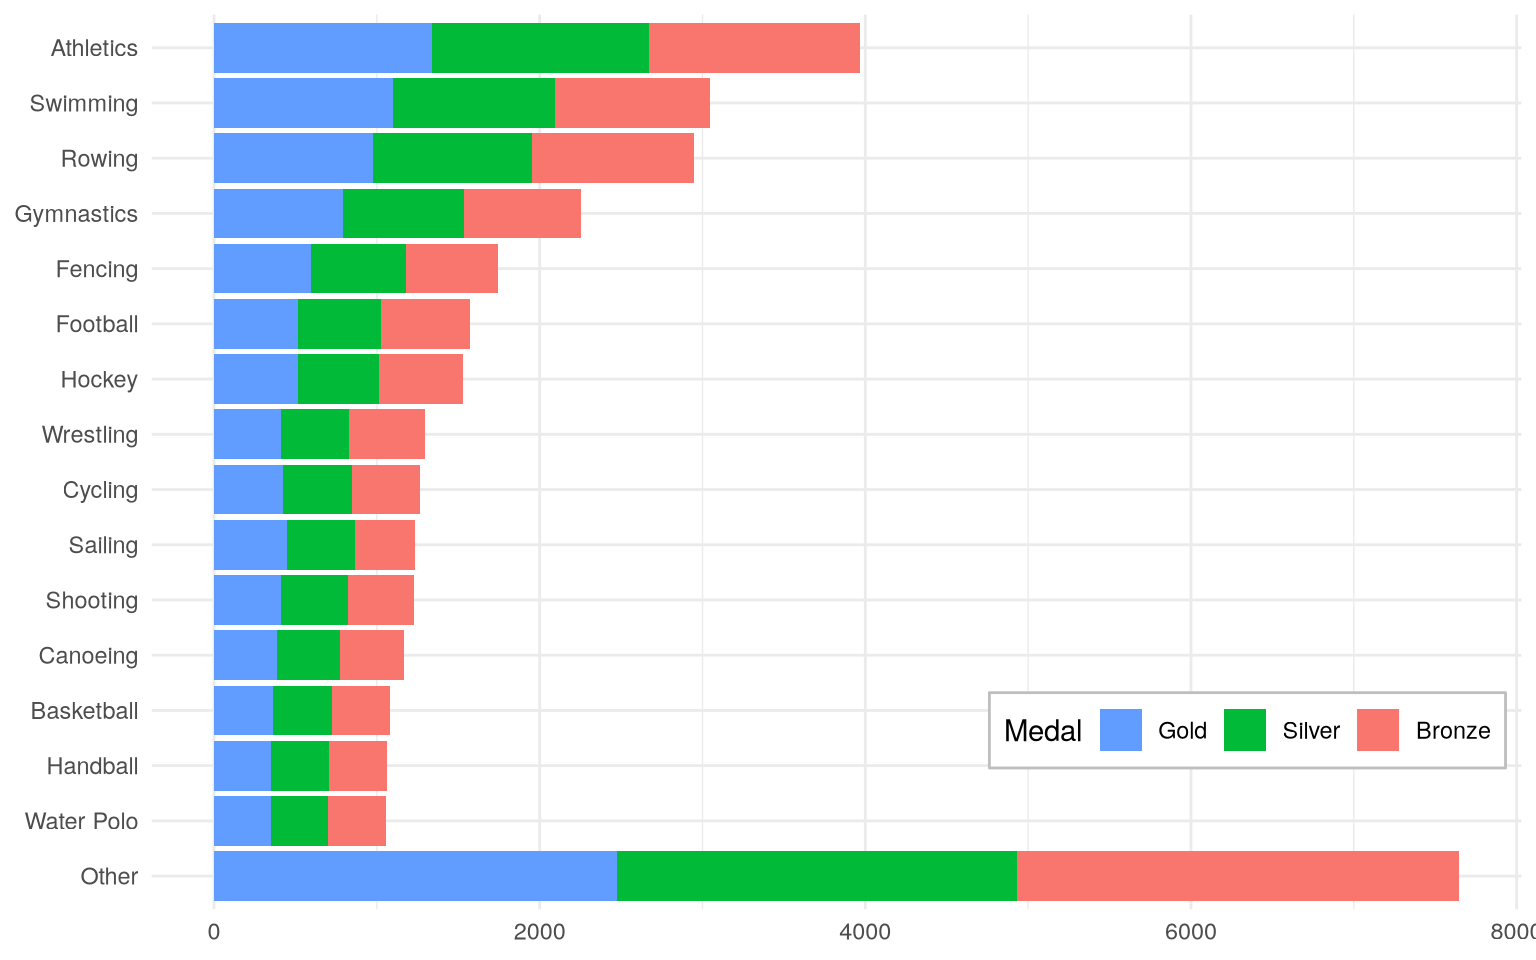 Athletics
Swimming
Rowing
Gymnastics
Fencing
Football
Hockey
Wrestling
Cycling
Sailing
Shooting
Canoeing
Basketball
Handball
Water Polo
Other
Medal Gold Silver Bronze
0 2000 4000 6000 8000